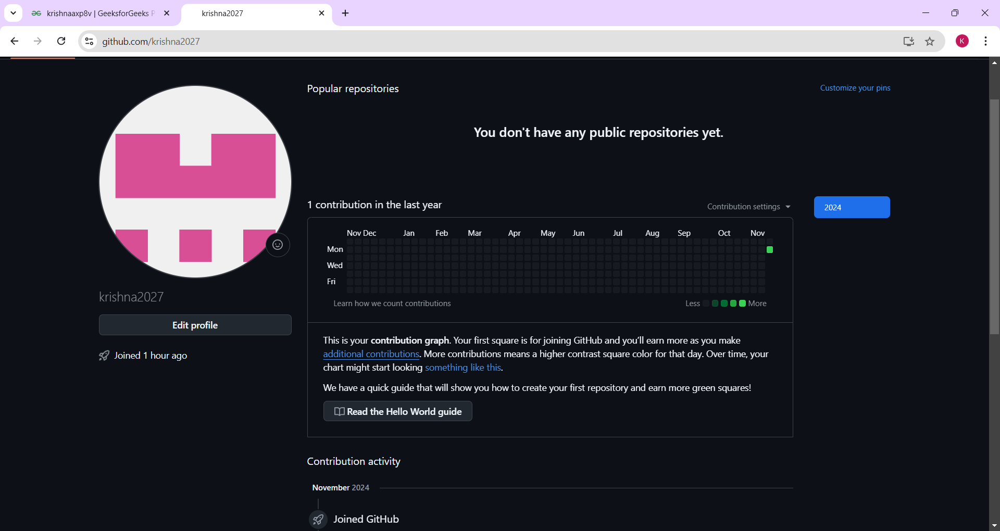 krishnaaxp8v | GeeksforGeeks
krishna2027
github.com/krishna2027
K
Popular repositories
Customize your pins
You don't have any public repositories yet.
1 contribution in the last year
Contribution settings
2024
Nov Dec Jan Feb Mar Apr May Jun Jul Aug Sep Oct Nov
Mon
Wed
Fri
Learn how we count contributions
Less More
krishna2027
Edit profile
Joined 1 hour ago
This is your contribution graph. Your first square is for joining GitHub and you'll earn more as you make
additional contributions. More contributions means a higher contrast square color for that day. Over time, your
chart might start looking something like this.
We have a quick guide that will show you how to create your first repository and earn more green squares!
Read the Hello World guide
Contribution activity
November 2024
Joined GitHub